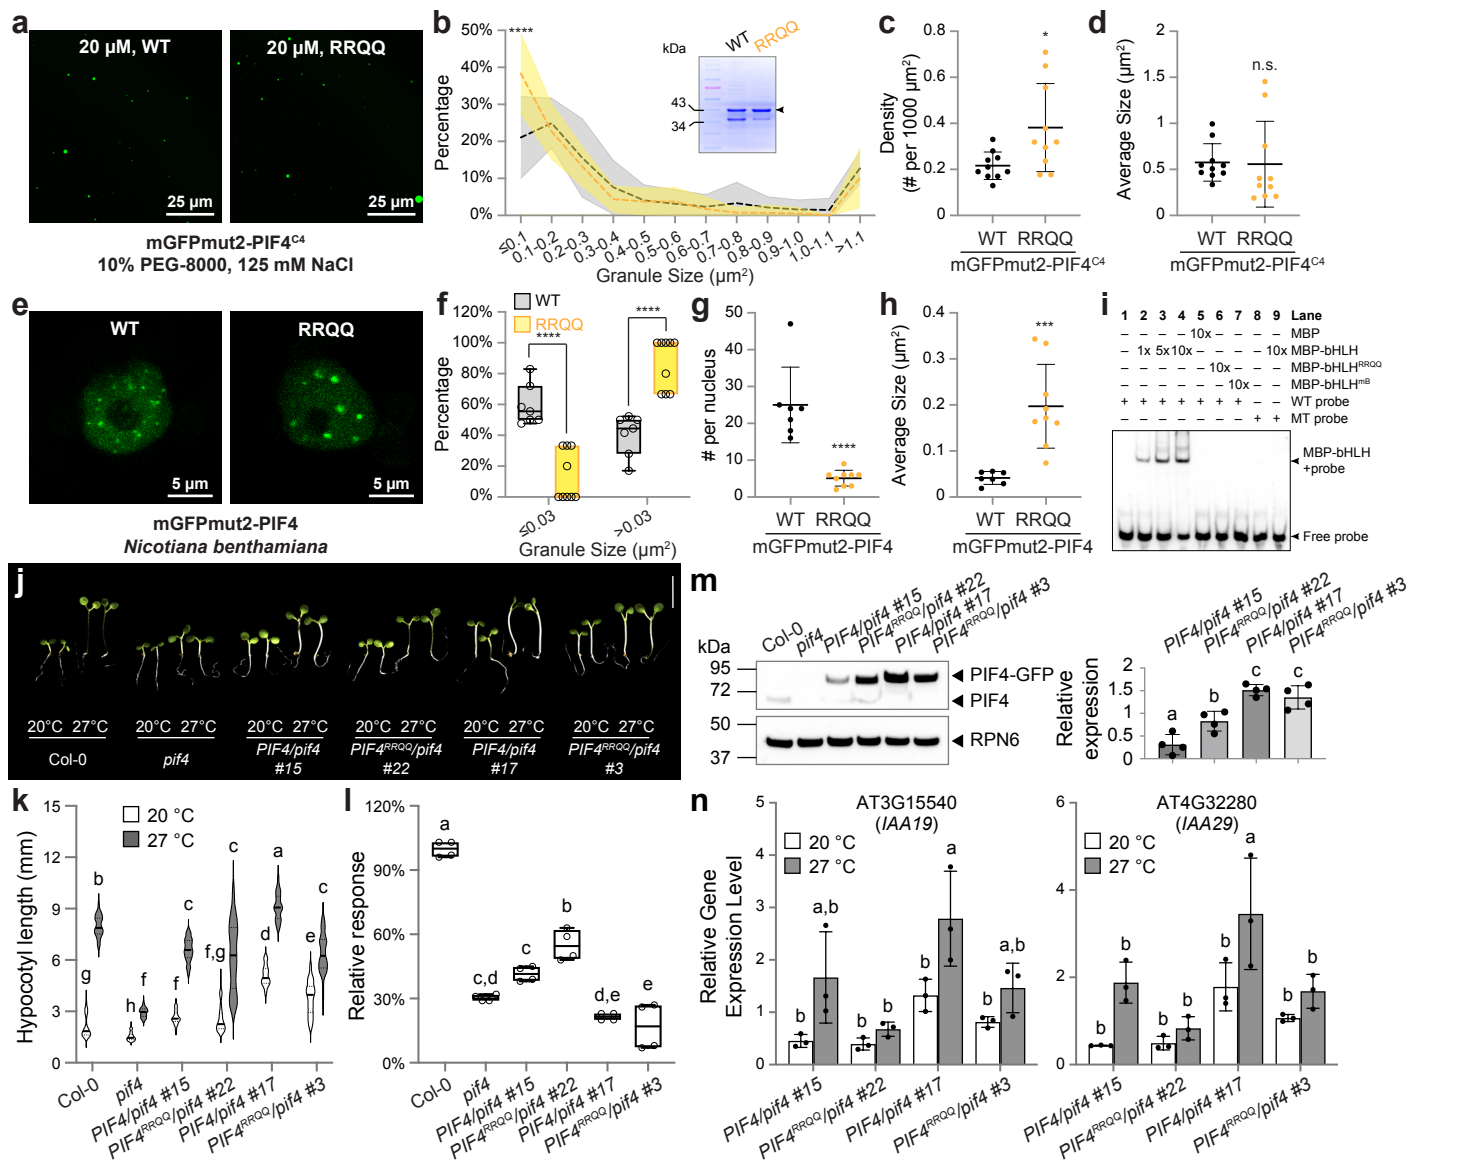 a
20 µM, WT
20 µM, RRQQ
25 µm
25 µm
mGFPmut2-PIF4C4
10% PEG-8000, 125 mM NaCl
b
50%
40%
30%
20%
10%
0%
Percentage
****
kDa
WT
RRQQ
43
34
≤0.1
0.1-0.2
0.2-0.3
0.3-0.4
0.4-0.5
0.5-0.6
0.6-0.7
0.7-0.8
0.8-0.9
0.9-1.0
1.0-1.1
>1.1
Granule Size (µm²)
c
0.8
0.6
0.4
0.2
0
Density
(# per 1000 µm²)
*
WT RRQQ
mGFPmut2-PIF4C4
d
2
1.5
1
0.5
0
Average Size (µm²)
n.s.
WT RRQQ
mGFPmut2-PIF4C4
e
WT
RRQQ
5 µm
5 µm
mGFPmut2-PIF4
Nicotiana benthamiana
f
WT
RRQQ
120%
100%
80%
60%
40%
20%
0%
Percentage
****
****
≤0.03
>0.03
Granule Size (µm²)
g
50
40
30
20
10
0
# per nucleus
****
WT RRQQ
mGFPmut2-PIF4
h
0.4
0.3
0.2
0.1
0
Average Size (µm²)
***
WT RRQQ
mGFPmut2-PIF4
i
1 2 3 4 5 6 7 8 9 Lane
– – – – 10x – – – – MBP
– 1x 5x 10x – – – – 10x MBP-bHLH
– – – – – 10x – – – MBP-bHLHRRQQ
– – – – – – 10x – – MBP-bHLHmB
+ + + + + + + – – WT probe
– – – – – – – + + MT probe
MBP-bHLH
+probe
Free probe
j
20°C 27°C 20°C 27°C 20°C 27°C 20°C 27°C 20°C 27°C 20°C 27°C
Col-0
pif4
PIF4/pif4
#15
PIF4RRQQ/pif4
#22
PIF4/pif4
#17
PIF4RRQQ/pif4
#3
m
Col-0
pif4
PIF4/pif4 #15
PIF4RRQQ/pif4 #22
PIF4/pif4 #17
PIF4RRQQ/pif4 #3
kDa
95
72
50
37
PIF4-GFP
PIF4
RPN6
PIF4/pif4 #15
PIF4RRQQ/pif4 #22
PIF4/pif4 #17
PIF4RRQQ/pif4 #3
2
1.5
1
0.5
0
Relative
expression
a
b
c
c
k
20 °C
27 °C
15
12
9
6
3
0
Hypocotyl length (mm)
g
b
h
f
f
c
f,g
c
d
a
e
c
Col-0
pif4
PIF4/pif4 #15
PIF4RRQQ/pif4 #22
PIF4/pif4 #17
PIF4RRQQ/pif4 #3
l
120%
90%
60%
30%
0%
Relative response
a
c,d
c
b
d,e
e
Col-0
pif4
PIF4/pif4 #15
PIF4RRQQ/pif4 #22
PIF4/pif4 #17
PIF4RRQQ/pif4 #3
n
AT3G15540
(IAA19)
20 °C
27 °C
5
4
3
2
1
0
Relative Gene
Expression Level
b
a,b
b
b
b
a
b
a,b
PIF4/pif4 #15
PIF4RRQQ/pif4 #22
PIF4/pif4 #17
PIF4RRQQ/pif4 #3
AT4G32280
(IAA29)
20 °C
27 °C
6
4
2
0
b
b
b
b
b
a
b
b
PIF4/pif4 #15
PIF4RRQQ/pif4 #22
PIF4/pif4 #17
PIF4RRQQ/pif4 #3